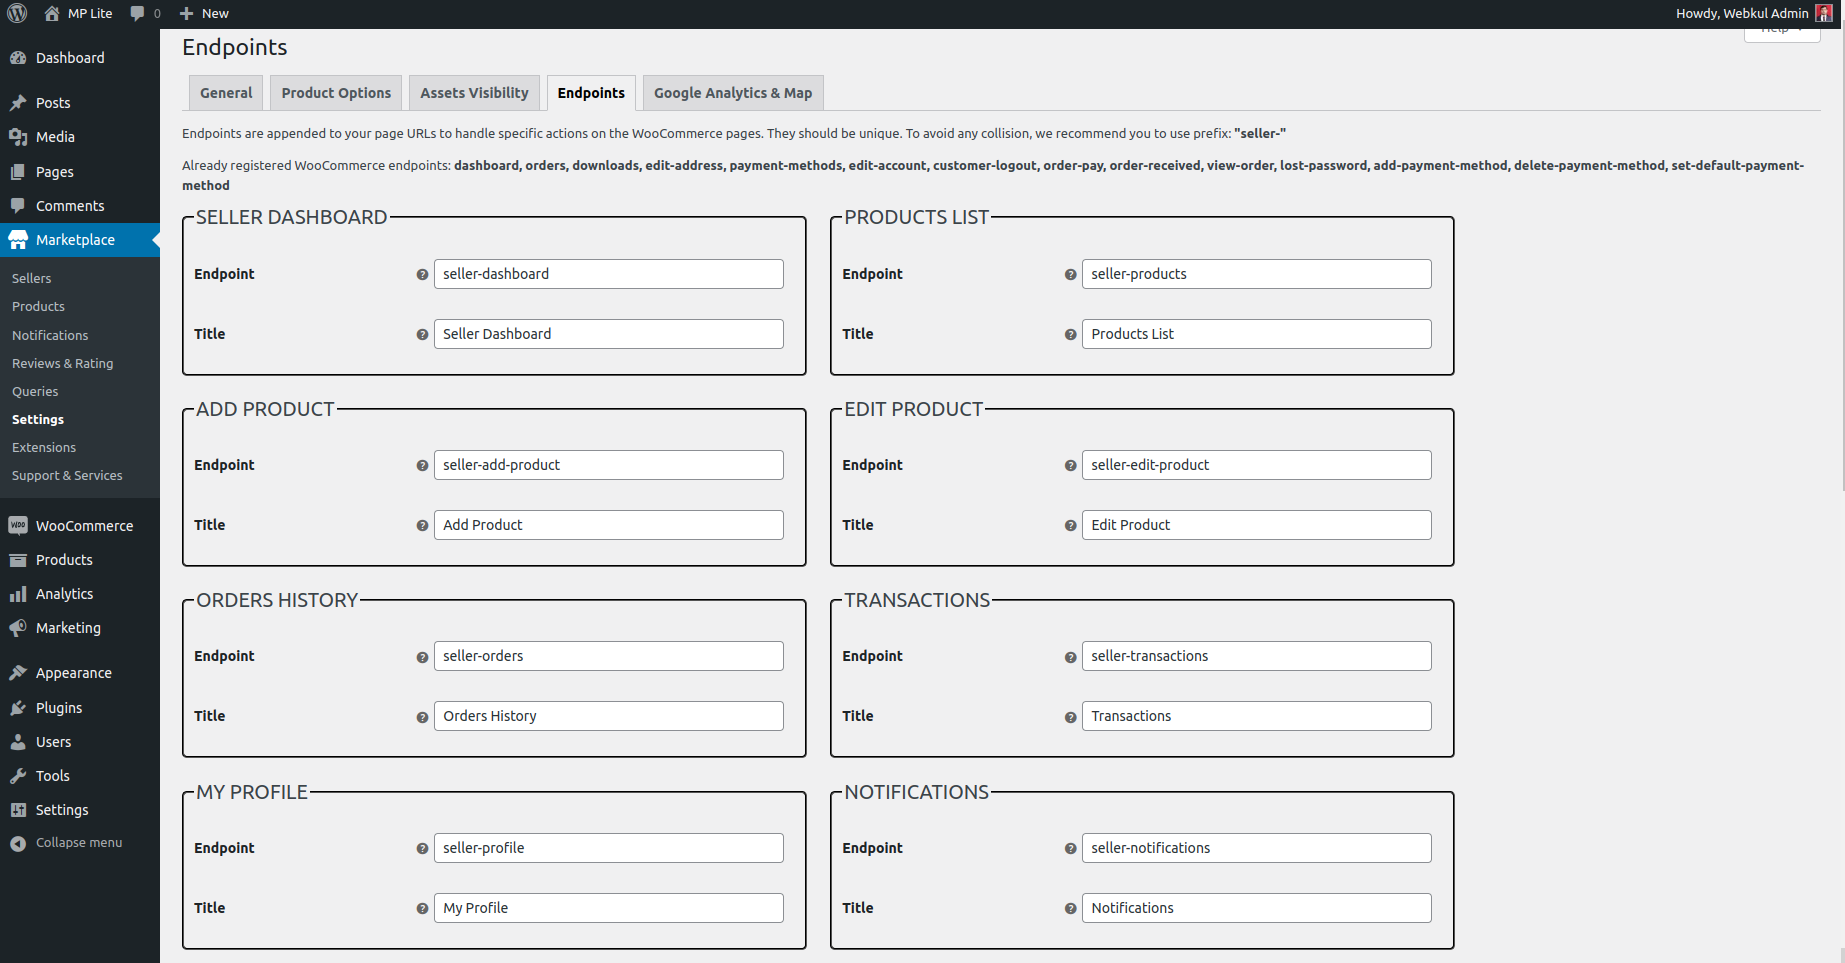 MP Lite
0
New
Howdy, Webkul Admin
Help
Dashboard
Posts
Media
Pages
Comments
Marketplace
Sellers
Products
Notifications
Reviews & Rating
Queries
Settings
Extensions
Support & Services
WooCommerce
Products
Analytics
Marketing
Appearance
Plugins
Users
Tools
Settings
Collapse menu
Endpoints
General
Product Options
Assets Visibility
Endpoints
Google Analytics & Map
Endpoints are appended to your page URLs to handle specific actions on the WooCommerce pages. They should be unique. To avoid any collision, we recommend you to use prefix: "seller-"
Already registered WooCommerce endpoints: dashboard, orders, downloads, edit-address, payment-methods, edit-account, customer-logout, order-pay, order-received, view-order, lost-password, add-payment-method, delete-payment-method, set-default-payment-
method
SELLER DASHBOARD
Endpoint
seller-dashboard
Title
Seller Dashboard
PRODUCTS LIST
Endpoint
seller-products
Title
Products List
ADD PRODUCT
Endpoint
seller-add-product
Title
Add Product
EDIT PRODUCT
Endpoint
seller-edit-product
Title
Edit Product
ORDERS HISTORY
Endpoint
seller-orders
Title
Orders History
TRANSACTIONS
Endpoint
seller-transactions
Title
Transactions
MY PROFILE
Endpoint
seller-profile
Title
My Profile
NOTIFICATIONS
Endpoint
seller-notifications
Title
Notifications